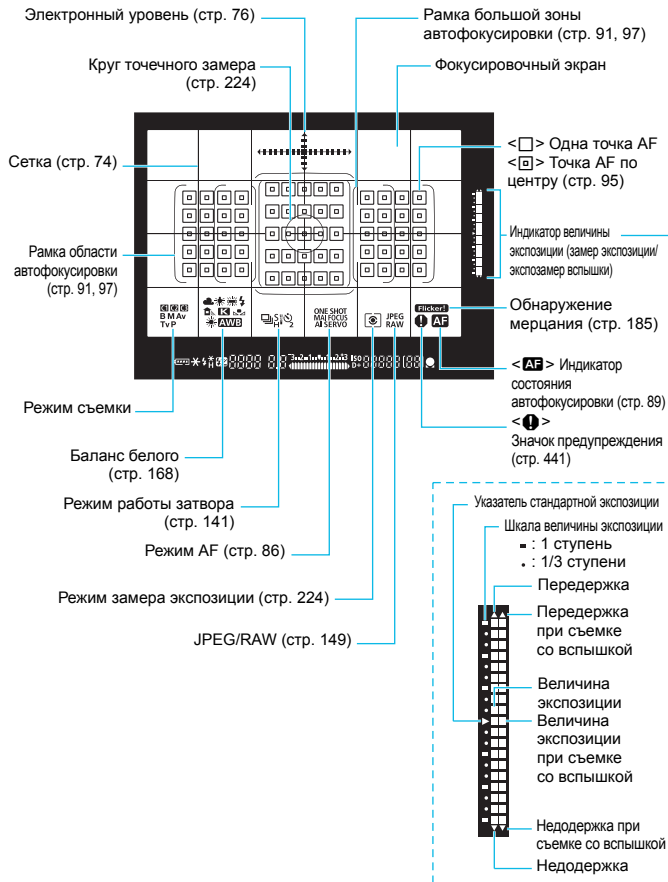 Электронный уровень (стр. 76)
Рамка большой зоны
автофокусировки (стр. 91, 97)
Круг точечного замера
(стр. 224)
Фокусировочный экран
Сетка (стр. 74)
<□> Одна точка AF
<⊡> Точка AF по
центру (стр. 95)
Индикатор величины
экспозиции (замер экспозиции/
экспозамер вспышки)
Рамка области
автофокусировки
(стр. 91, 97)
Flicker!
AF
B M Av
Tv P
K
AWB
ONE SHOT
MAI FOCUS
AI SERVO
JPEG
RAW
Обнаружение
мерцания (стр. 185)
<AF> Индикатор
состояния
автофокусировки (стр. 89)
ISO
D+
Режим съемки
<!>
Значок предупреждения
(стр. 441)
Баланс белого
(стр. 168)
Режим работы затвора
(стр. 141)
Режим AF (стр. 86)
Режим замера экспозиции (стр. 224)
JPEG/RAW (стр. 149)
Указатель стандартной экспозиции
Шкала величины экспозиции
: 1 ступень
: 1/3 ступени
Передержка
Передержка
при съемке
со вспышкой
Величина
экспозиции
Величина
экспозиции
при съемке
со вспышкой
Недодержка при
съемке со вспышкой
Недодержка